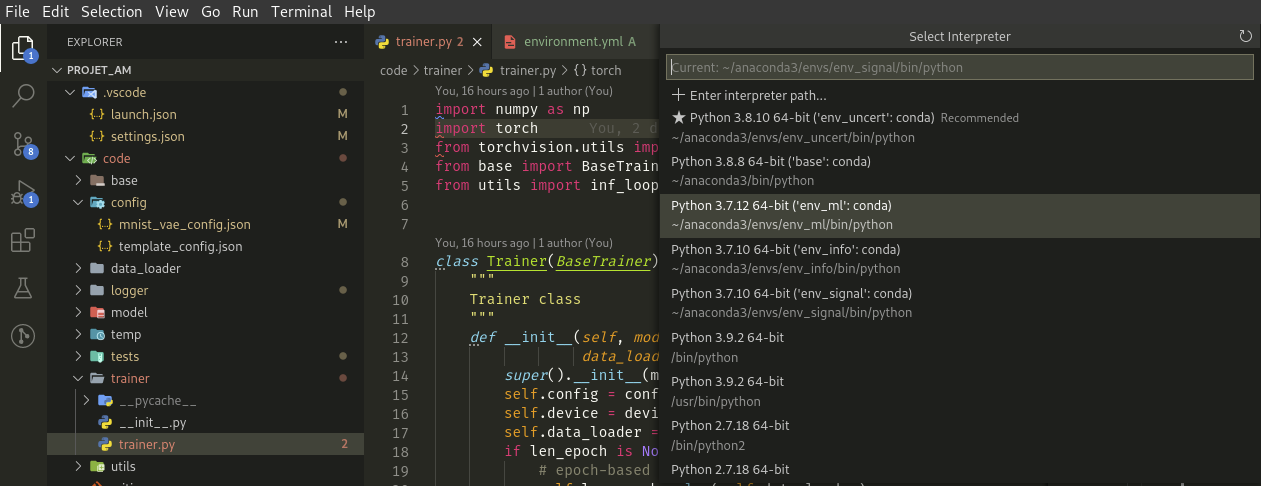 File Edit Selection View Go Run Terminal Help
EXPLORER ...
PROJET_AM
.vscode
{..} launch.json M
{..} settings.json M
code
base
config
{..} mnist_vae_config.json M
{..} template_config.json
data_loader
logger
model
temp
tests
trainer
__pycache__
__init__.py
trainer.py 2
utils
1
8
1
trainer.py 2 ×
environment.yml A
code > trainer > trainer.py > {} torch
You, 16 hours ago | 1 author (You)
1 import numpy as np
2 import torch You, 2 d
3 from torchvision.utils imp
4 from base import BaseTrain
5 from utils import inf_loop
6
7
You, 16 hours ago | 1 author (You)
8 class Trainer(BaseTrainer)
9 """
10 Trainer class
11 """
12 def __init__(self, mod
13 data_load
14 super().__init__(m
15 self.config = conf
16 self.device = devi
17 self.data_loader =
18 if len_epoch is No
19 # epoch-based
Select Interpreter
Current: ~/anaconda3/envs/env_signal/bin/python
+ Enter interpreter path...
★ Python 3.8.10 64-bit ('env_uncert': conda) Recommended
~/anaconda3/envs/env_uncert/bin/python
Python 3.8.8 64-bit ('base': conda)
~/anaconda3/bin/python
Python 3.7.12 64-bit ('env_ml': conda)
~/anaconda3/envs/env_ml/bin/python
Python 3.7.10 64-bit ('env_info': conda)
~/anaconda3/envs/env_info/bin/python
Python 3.7.10 64-bit ('env_signal': conda)
~/anaconda3/envs/env_signal/bin/python
Python 3.9.2 64-bit
/bin/python
Python 3.9.2 64-bit
/usr/bin/python
Python 2.7.18 64-bit
/bin/python2
Python 2.7.18 64-bit